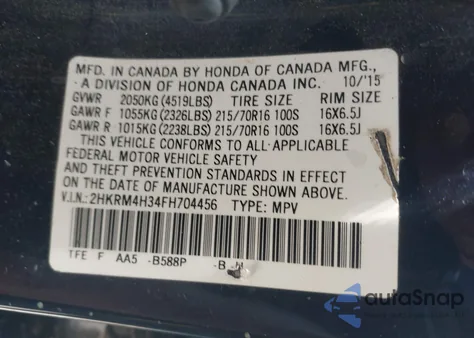 MFD. IN CANADA BY HONDA OF CANADA MFG.,
A DIVISION OF HONDA CANADA INC. 10/'15
GVWR 2050KG (4519LBS) TIRE SIZE RIM SIZE
GAWR F 1055KG (2326LBS) 215/70R16 100S 16X6.5J
GAWR R 1015KG (2238LBS) 215/70R16 100S 16X6.5J
THIS VEHICLE CONFORMS TO ALL APPLICABLE
FEDERAL MOTOR VEHICLE SAFETY
AND THEFT PREVENTION STANDARDS IN EFFECT
ON THE DATE OF MANUFACTURE SHOWN ABOVE.
V.I.N.: 2HKRM4H34FH704456 TYPE: MPV
TFE F AA5 -B588P -B
autoSnap